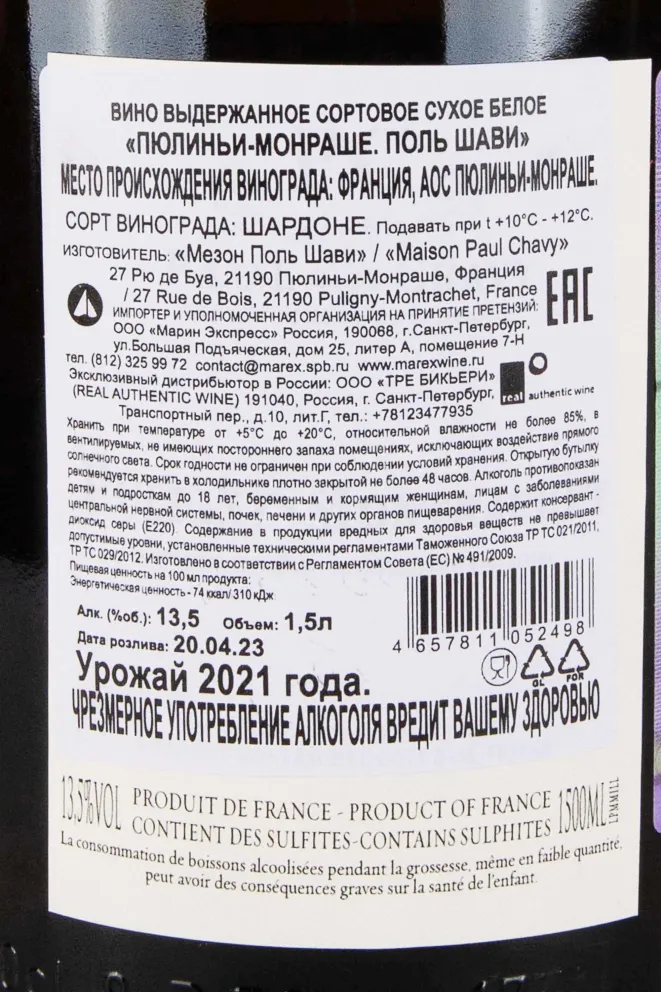 ВИНО ВЫДЕРЖАННОЕ СОРТОВОЕ СУХОЕ БЕЛОЕ
«ПЮЛИНЬИ-МОНРАШЕ. ПОЛЬ ШАВИ»
МЕСТО ПРОИСХОЖДЕНИЯ ВИНОГРАДА: ФРАНЦИЯ, АОС ПЮЛИНЬИ-МОНРАШЕ.
СОРТ ВИНОГРАДА: ШАРДОНЕ. Подавать при t +10°C - +12°C.
ИЗГОТОВИТЕЛЬ: «Мезон Поль Шави» / «Maison Paul Chavy»
27 Рю де Буа, 21190 Пюлиньи-Монраше, Франция
/ 27 Rue de Bois, 21190 Puligny-Montrachet, France
EAC
ИМПОРТЕР И УПОЛНОМОЧЕННАЯ ОРГАНИЗАЦИЯ НА ПРИНЯТИЕ ПРЕТЕНЗИЙ:
ООО «Марин Экспресс» Россия, 190068, г.Санкт-Петербург,
ул.Большая Подъяческая, дом 25, литер А, помещение 7-Н
тел. (812) 325 99 72 contact@marex.spb.ru www.marexwine.ru
Эксклюзивный дистрибьютор в России: ООО «ТРЕ БИКЬЕРИ»
(REAL AUTHENTIC WINE) 191040, Россия, г. Санкт-Петербург,
real authentic wine
Транспортный пер., д.10, лит.Г, тел.: +78123477935
Хранить при температуре от +5°С до +20°С, относительной влажности не более 85%, в
вентилируемых, не имеющих постороннего запаха помещениях, исключающих воздействие прямого
солнечного света. Срок годности не ограничен при соблюдении условий хранения. Открытую бутылку
рекомендуется хранить в холодильнике плотно закрытой не более 48 часов. Алкоголь противопоказан
детям и подросткам до 18 лет, беременным и кормящим женщинам, лицам с заболеваниями
центральной нервной системы, почек, печени и других органов пищеварения. Содержит консервант -
диоксид серы (Е220). Содержание в продукции вредных для здоровья веществ не превышает
допустимые уровни, установленные техническими регламентами Таможенного Союза ТР ТС 021/2011,
ТР ТС 029/2012. Изготовлено в соответствии с Регламентом Совета (ЕС) № 491/2009.
Пищевая ценность на 100 мл продукта:
Энергетическая ценность - 74 ккал/ 310 кДж
Алк. (%об.): 13,5 Объем: 1,5л
Дата розлива: 20.04.23
4 657811 052498
GL FOR
Урожай 2021 года.
ЧРЕЗМЕРНОЕ УПОТРЕБЛЕНИЕ АЛКОГОЛЯ ВРЕДИТ ВАШЕМУ ЗДОРОВЬЮ
13,5%VOL PRODUIT DE FRANCE - PRODUCT OF FRANCE 1500ML
CONTIENT DES SULFITES-CONTAINS SULPHITES
LPMM1LL
La consommation de boissons alcoolisées pendant la grossesse, même en faible quantité,
peut avoir des conséquences graves sur la santé de l'enfant.